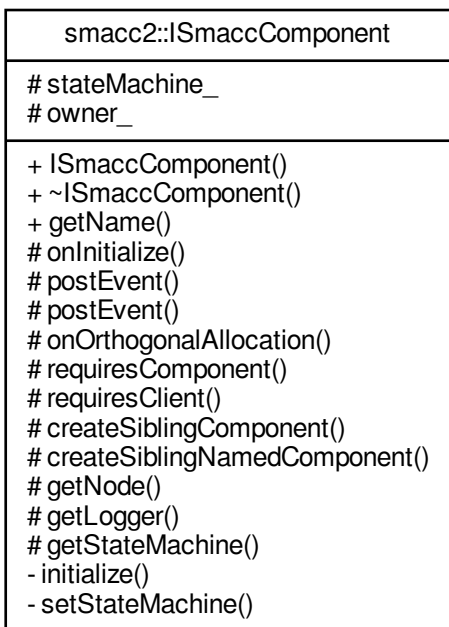 smacc2::ISmaccComponent
# stateMachine_
# owner_
+ ISmaccComponent()
+ ~ISmaccComponent()
+ getName()
# onInitialize()
# postEvent()
# postEvent()
# onOrthogonalAllocation()
# requiresComponent()
# requiresClient()
# createSiblingComponent()
# createSiblingNamedComponent()
# getNode()
# getLogger()
# getStateMachine()
- initialize()
- setStateMachine()